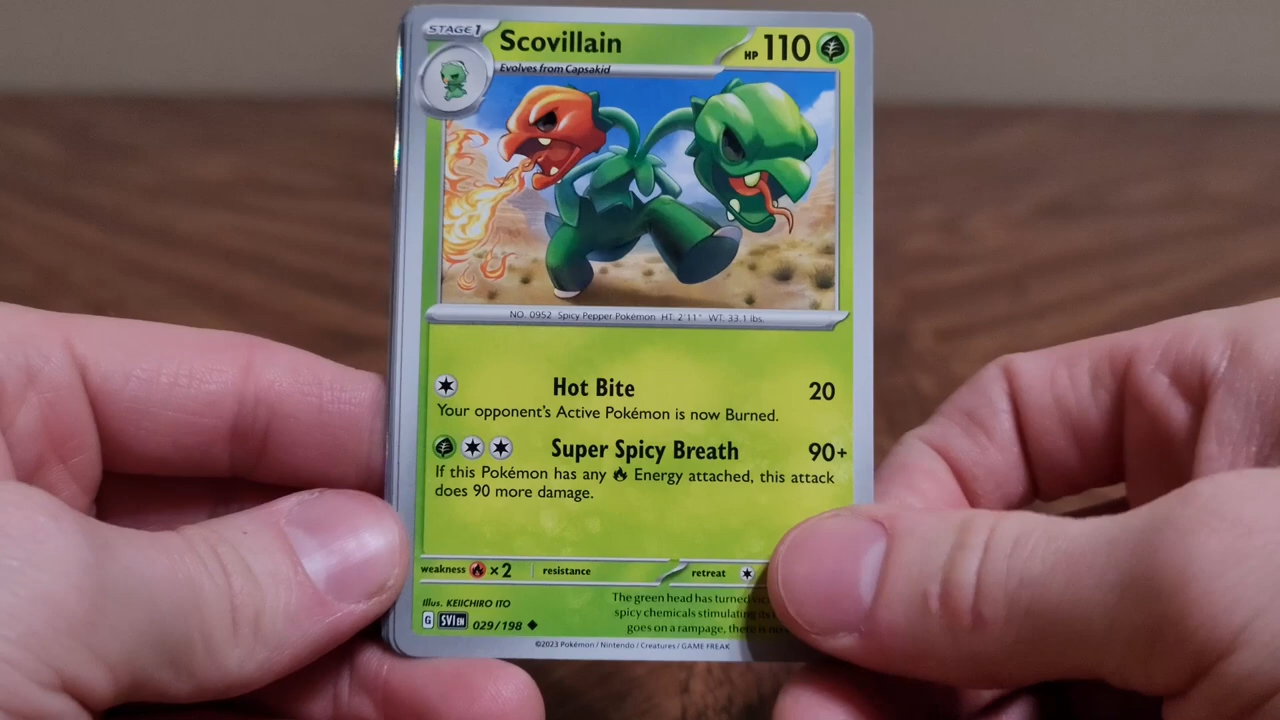 STAGE 1
Scovillain
HP 110
Evolves from Capsakid
NO. 0952 Spicy Pepper Pokémon HT: 2'11" WT: 33.1 lbs.
Hot Bite 20
Your opponent's Active Pokémon is now Burned.
Super Spicy Breath 90+
If this Pokémon has any Energy attached, this attack
does 90 more damage.
weakness ×2 resistance retreat
Illus. KEIICHIRO ITO
The green head has turned
spicy chemicals stimulating its
goes on a rampage, there is
G SVI EN 029/198
©2023 Pokémon / Nintendo / Creatures / GAME FREAK